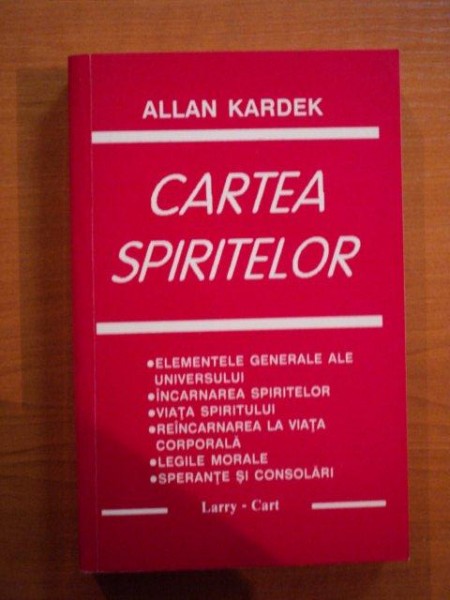 ALLAN KARDEK
CARTEA
SPIRITELOR
•ELEMENTELE GENERALE ALE
UNIVERSULUI
•ÎNCARNAREA SPIRITELOR
•VIAȚA SPIRITULUI
•REÎNCARNAREA LA VIAȚA
CORPORALĂ
•LEGILE MORALE
•SPERANȚE ȘI CONSOLĂRI
Larry - Cart